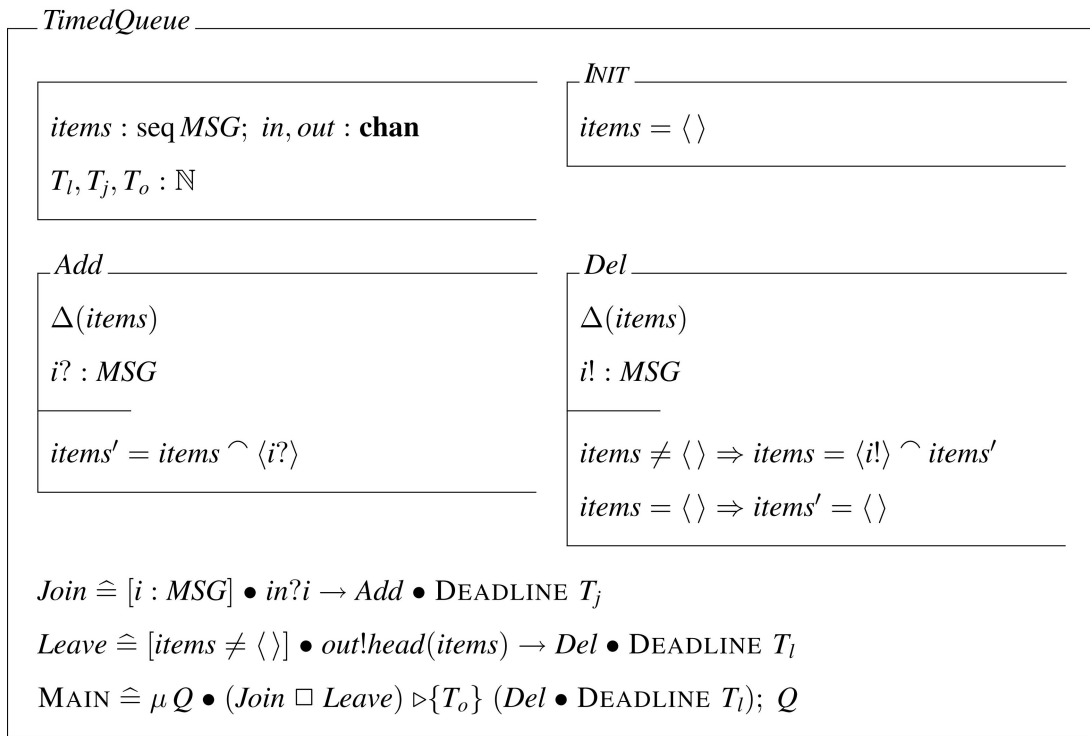 TimedQueue
items : seq MSG; in, out : chan
T_l, T_j, T_o : ℕ
INIT
items = ⟨ ⟩
Add
Δ(items)
i? : MSG
items′ = items ⌢ ⟨i?⟩
Del
Δ(items)
i! : MSG
items ≠ ⟨ ⟩ ⇒ items = ⟨i!⟩ ⌢ items′
items = ⟨ ⟩ ⇒ items′ = ⟨ ⟩
Join ≙ [i : MSG] • in?i → Add • DEADLINE T_j
Leave ≙ [items ≠ ⟨ ⟩] • out!head(items) → Del • DEADLINE T_l
MAIN ≙ μ Q • (Join □ Leave) ▷{T_o} (Del • DEADLINE T_l); Q